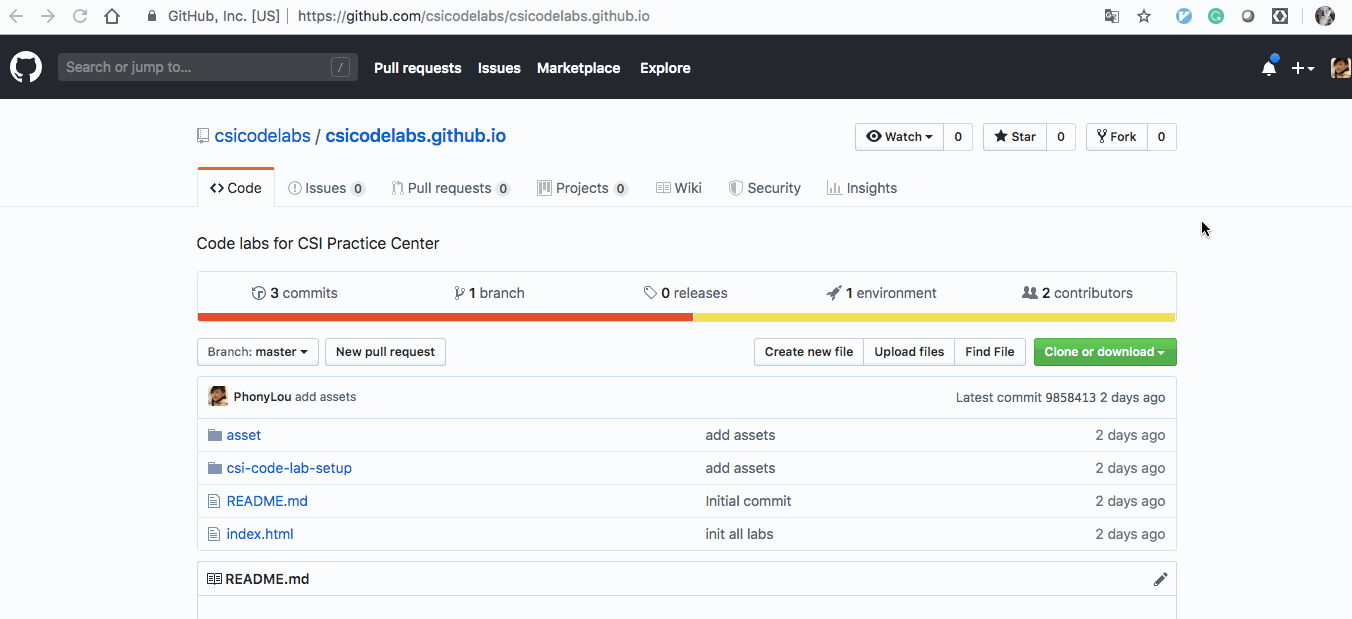 GitHub, Inc. [US] https://github.com/csicodelabs/csicodelabs.github.io
Search or jump to... / Pull requests Issues Marketplace Explore
csicodelabs / csicodelabs.github.io Watch 0 Star 0 Fork 0
Code Issues 0 Pull requests 0 Projects 0 Wiki Security Insights
Code labs for CSI Practice Center
3 commits 1 branch 0 releases 1 environment 2 contributors
Branch: master New pull request Create new file Upload files Find File Clone or download
PhonyLou add assets Latest commit 9858413 2 days ago
asset add assets 2 days ago
csi-code-lab-setup add assets 2 days ago
README.md Initial commit 2 days ago
index.html init all labs 2 days ago
README.md